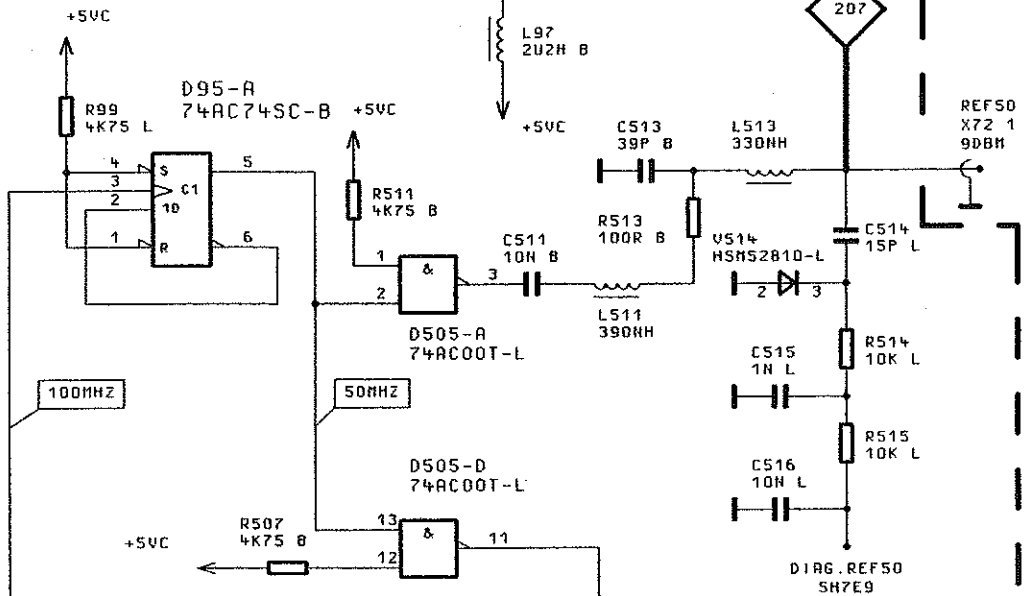 +5VC
207
L97
2U2H B
D95-A
74AC74SC-B
R99
4K75 L
+5VC
+5VC
C513
39P B
L513
330NH
REF50
X72 1
9DBM
4
S
5
3
C1
2
1D
1
R
6
R511
4K75 B
R513
100R B
C511
10N B
V514
HSMS2810-L
C514
15P L
1
&
3
2
2
3
L511
390NH
D505-A
74AC00T-L
R514
10K L
C515
1N L
100MHZ
50MHZ
R515
10K L
D505-D
74AC00T-L
C516
10N L
R507
4K75 B
+5VC
13
&
11
12
DIAG.REF50
SH7E9